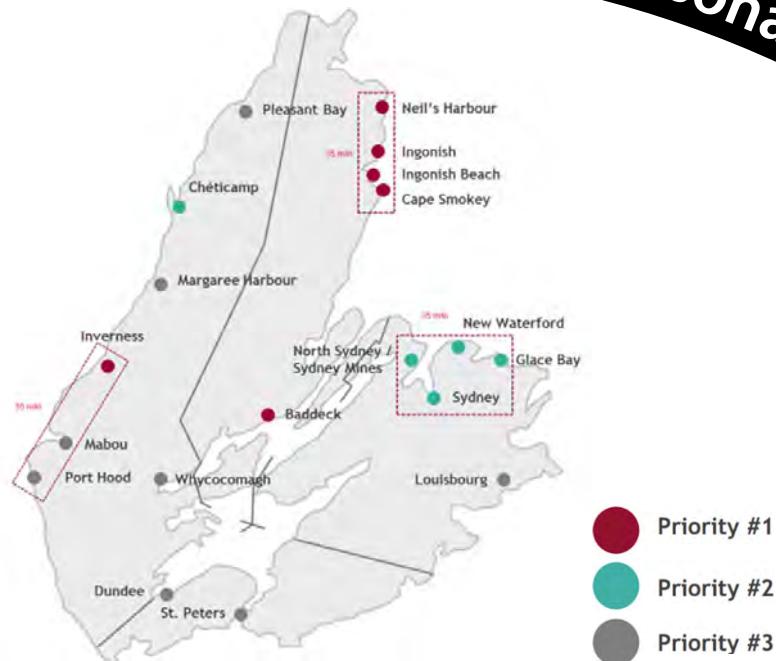 Pleasant Bay
Neil's Harbour
Ingonish
Ingonish Beach
Cape Smokey
Chéticamp
Margaree Harbour
Inverness
New Waterford
North Sydney /
Sydney Mines
Glace Bay
Sydney
Baddeck
Mabou
Port Hood
Whycocomagh
Louisbourg
Dundee
St. Peters
Priority #1
Priority #2
Priority #3